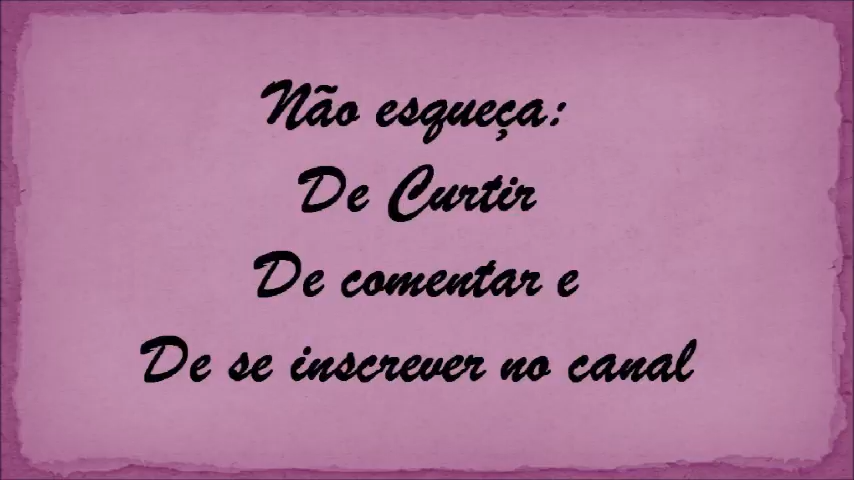 Não esqueça:
De Curtir
De comentar e
De se inscrever no canal